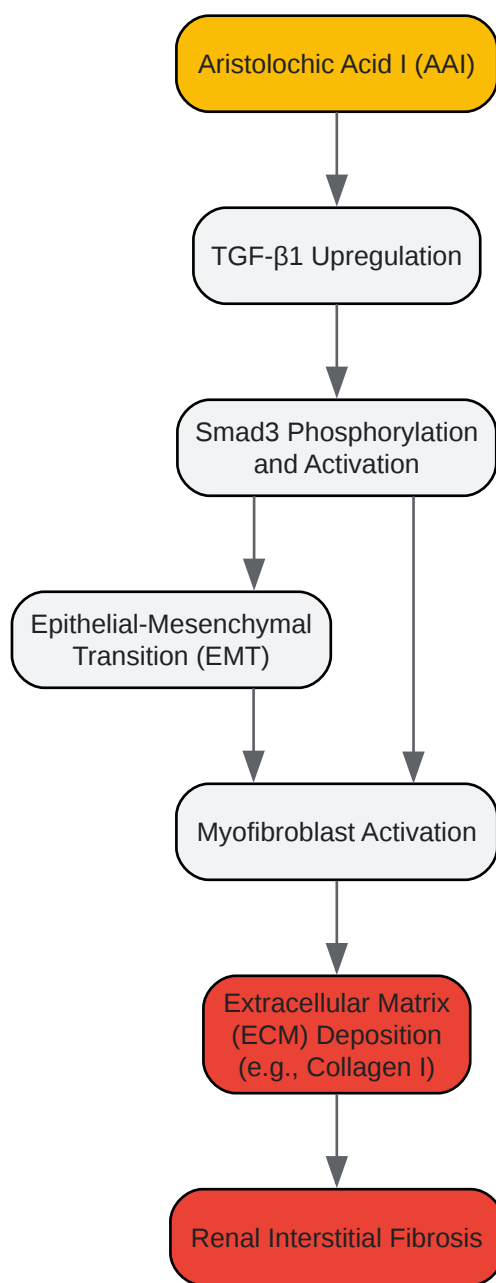 Aristolochic Acid I (AAI)
TGF-β1 Upregulation
Smad3 Phosphorylation
and Activation
Epithelial-Mesenchymal
Transition (EMT)
Myofibroblast Activation
Extracellular Matrix
(ECM) Deposition
(e.g., Collagen I)
Renal Interstitial Fibrosis